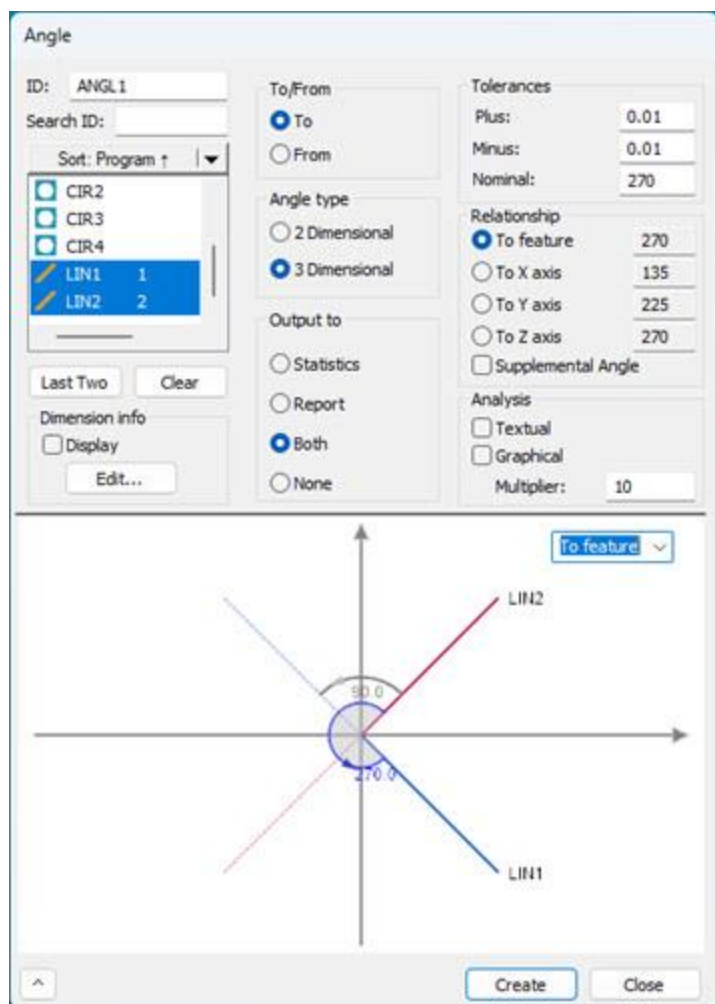 Angle
ID: ANGL1
Search ID:
Sort: Program ↑
CIR2
CIR3
CIR4
LIN1 1
LIN2 2
Last Two Clear
Dimension info
Display
Edit...
To/From
To
From
Angle type
2 Dimensional
3 Dimensional
Output to
Statistics
Report
Both
None
Tolerances
Plus: 0.01
Minus: 0.01
Nominal: 270
Relationship
To feature 270
To X axis 135
To Y axis 225
To Z axis 270
Supplemental Angle
Analysis
Textual
Graphical
Multiplier: 10
To feature
LIN2
90.0
270.0
LIN1
Create Close